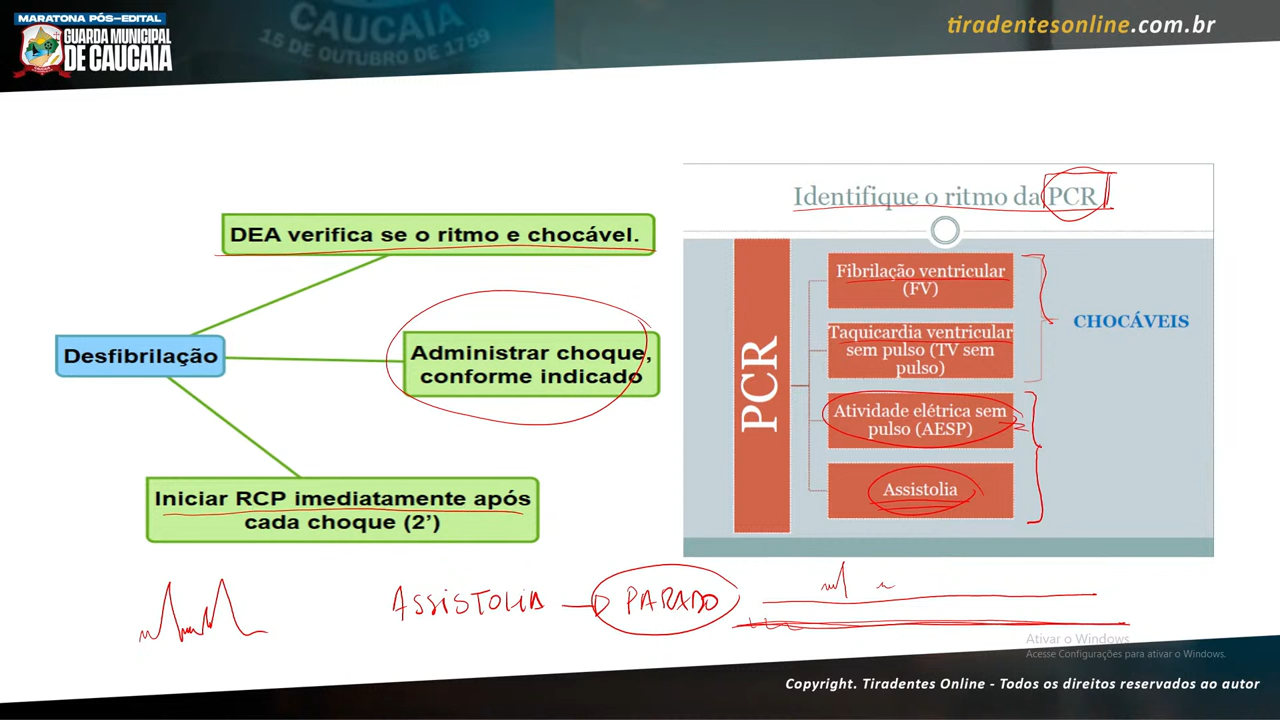 MARATONA PÓS-EDITAL
GUARDA MUNICIPAL
DE CAUCAIA
CAUCAIA
15 DE OUTUBRO DE 1759
tiradentesonline.com.br
DEA verifica se o ritmo e chocável.
Desfibrilação
Administrar choque,
conforme indicado
Iniciar RCP imediatamente após
cada choque (2’)
Identifique o ritmo da PCR
PCR
Fibrilação ventricular
(FV)
Taquicardia ventricular
sem pulso (TV sem
pulso)
CHOCÁVEIS
Atividade elétrica sem
pulso (AESP)
Assistolia
ASSISTOLIA PARADO
Ativar o Windows
Acesse Configurações para ativar o Windows.
Copyright. Tiradentes Online - Todos os direitos reservados ao autor